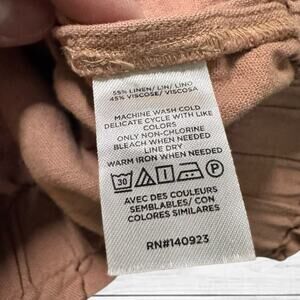 55% LINEN/ LIN/ LINO
45% VISCOSE/ VISCOSA
MACHINE WASH COLD
DELICATE CYCLE WITH LIKE
COLORS
ONLY NON-CHLORINE
BLEACH WHEN NEEDED
LINE DRY
WARM IRON WHEN NEEDED
30 P
AVEC DES COULEURS
SEMBLABLES/ CON
COLORES SIMILARES
RN#140923